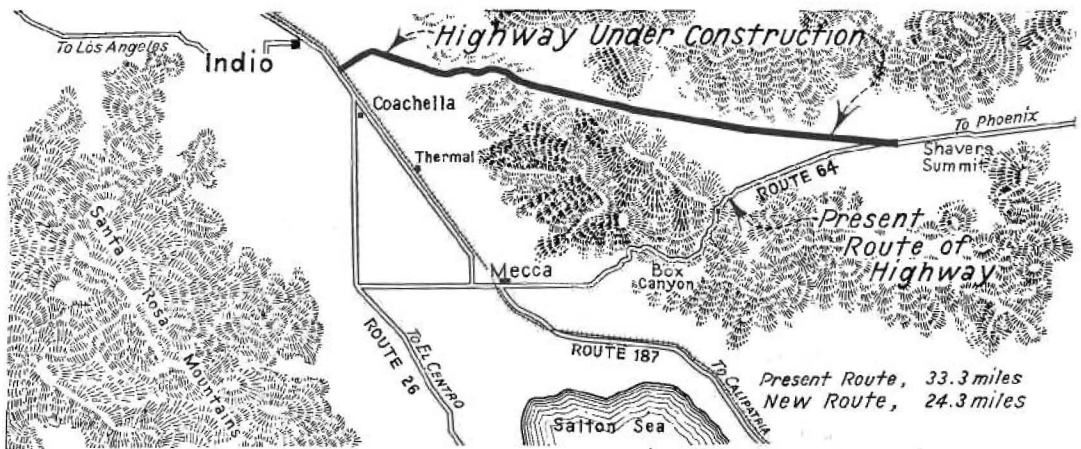 To Los Angeles
Indio
Highway Under Construction
Coachella
Thermal
To Phoenix
Shavers
Summit
ROUTE 64
Present
Route of
Highway
Santa
Rosa
Mountains
Mecca
Box
Canyon
ROUTE 26
To EL CENTRO
ROUTE 187
To CALIPATRIA
Salton Sea
Present Route, 33.3 miles
New Route, 24.3 miles